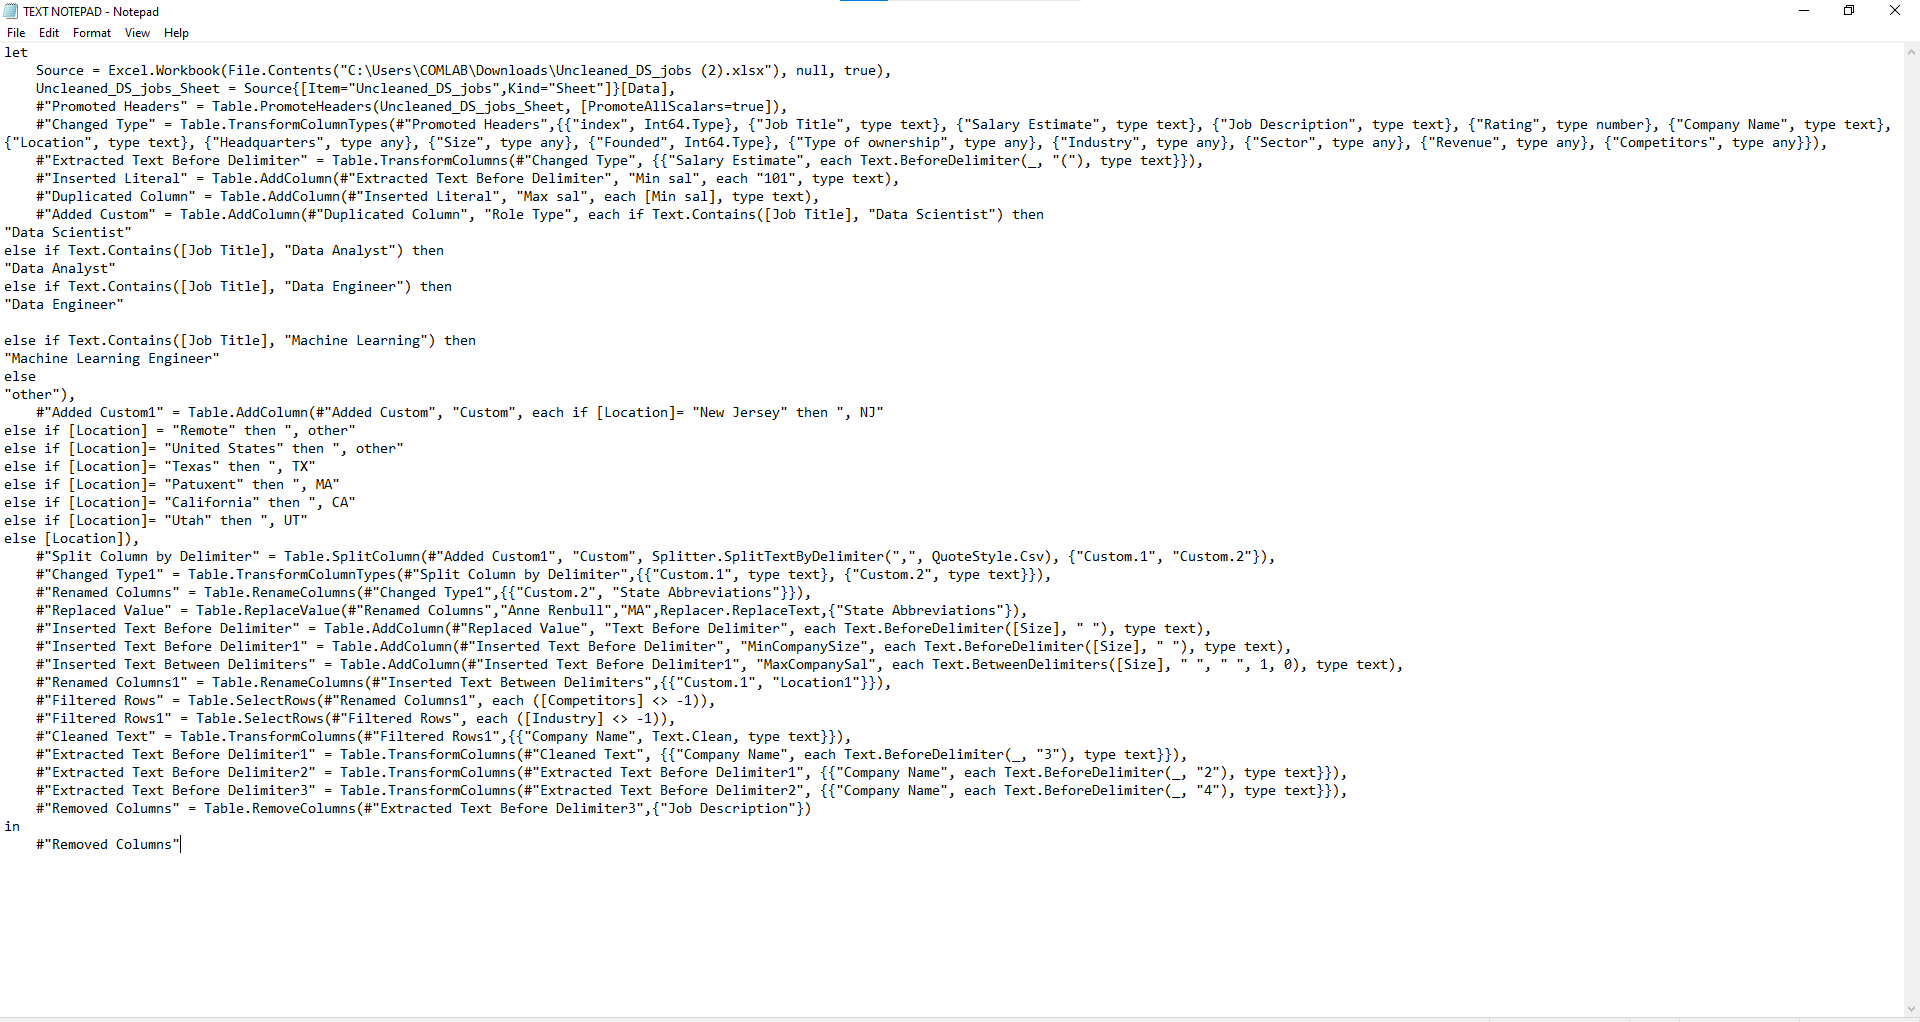 TEXT NOTEPAD - Notepad
File Edit Format View Help
let
    Source = Excel.Workbook(File.Contents("C:\Users\COMLAB\Downloads\Uncleaned_DS_jobs (2).xlsx"), null, true),
    Uncleaned_DS_jobs_Sheet = Source{[Item="Uncleaned_DS_jobs",Kind="Sheet"]}[Data],
    #"Promoted Headers" = Table.PromoteHeaders(Uncleaned_DS_jobs_Sheet, [PromoteAllScalars=true]),
    #"Changed Type" = Table.TransformColumnTypes(#"Promoted Headers",{{"index", Int64.Type}, {"Job Title", type text}, {"Salary Estimate", type text}, {"Job Description", type text}, {"Rating", type number}, {"Company Name", type text},
{"Location", type text}, {"Headquarters", type any}, {"Size", type any}, {"Founded", Int64.Type}, {"Type of ownership", type any}, {"Industry", type any}, {"Sector", type any}, {"Revenue", type any}, {"Competitors", type any}}),
    #"Extracted Text Before Delimiter" = Table.TransformColumns(#"Changed Type", {{"Salary Estimate", each Text.BeforeDelimiter(_, "("), type text}}),
    #"Inserted Literal" = Table.AddColumn(#"Extracted Text Before Delimiter", "Min sal", each "101", type text),
    #"Duplicated Column" = Table.AddColumn(#"Inserted Literal", "Max sal", each [Min sal], type text),
    #"Added Custom" = Table.AddColumn(#"Duplicated Column", "Role Type", each if Text.Contains([Job Title], "Data Scientist") then
"Data Scientist"
else if Text.Contains([Job Title], "Data Analyst") then
"Data Analyst"
else if Text.Contains([Job Title], "Data Engineer") then
"Data Engineer"

else if Text.Contains([Job Title], "Machine Learning") then
"Machine Learning Engineer"
else
"other"),
    #"Added Custom1" = Table.AddColumn(#"Added Custom", "Custom", each if [Location]= "New Jersey" then ", NJ"
else if [Location] = "Remote" then ", other"
else if [Location]= "United States" then ", other"
else if [Location]= "Texas" then ", TX"
else if [Location]= "Patuxent" then ", MA"
else if [Location]= "California" then ", CA"
else if [Location]= "Utah" then ", UT"
else [Location]),
    #"Split Column by Delimiter" = Table.SplitColumn(#"Added Custom1", "Custom", Splitter.SplitTextByDelimiter(",", QuoteStyle.Csv), {"Custom.1", "Custom.2"}),
    #"Changed Type1" = Table.TransformColumnTypes(#"Split Column by Delimiter",{{"Custom.1", type text}, {"Custom.2", type text}}),
    #"Renamed Columns" = Table.RenameColumns(#"Changed Type1",{{"Custom.2", "State Abbreviations"}}),
    #"Replaced Value" = Table.ReplaceValue(#"Renamed Columns","Anne Renbull","MA",Replacer.ReplaceText,{"State Abbreviations"}),
    #"Inserted Text Before Delimiter" = Table.AddColumn(#"Replaced Value", "Text Before Delimiter", each Text.BeforeDelimiter([Size], " "), type text),
    #"Inserted Text Before Delimiter1" = Table.AddColumn(#"Inserted Text Before Delimiter", "MinCompanySize", each Text.BeforeDelimiter([Size], " "), type text),
    #"Inserted Text Between Delimiters" = Table.AddColumn(#"Inserted Text Before Delimiter1", "MaxCompanySal", each Text.BetweenDelimiters([Size], " ", " ", 1, 0), type text),
    #"Renamed Columns1" = Table.RenameColumns(#"Inserted Text Between Delimiters",{{"Custom.1", "Location1"}}),
    #"Filtered Rows" = Table.SelectRows(#"Renamed Columns1", each ([Competitors] <> -1)),
    #"Filtered Rows1" = Table.SelectRows(#"Filtered Rows", each ([Industry] <> -1)),
    #"Cleaned Text" = Table.TransformColumns(#"Filtered Rows1",{{"Company Name", Text.Clean, type text}}),
    #"Extracted Text Before Delimiter1" = Table.TransformColumns(#"Cleaned Text", {{"Company Name", each Text.BeforeDelimiter(_, "3"), type text}}),
    #"Extracted Text Before Delimiter2" = Table.TransformColumns(#"Extracted Text Before Delimiter1", {{"Company Name", each Text.BeforeDelimiter(_, "2"), type text}}),
    #"Extracted Text Before Delimiter3" = Table.TransformColumns(#"Extracted Text Before Delimiter2", {{"Company Name", each Text.BeforeDelimiter(_, "4"), type text}}),
    #"Removed Columns" = Table.RemoveColumns(#"Extracted Text Before Delimiter3",{"Job Description"})
in
    #"Removed Columns"